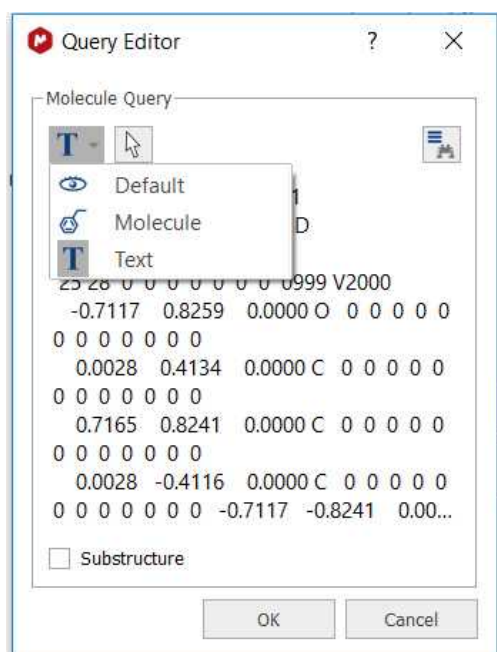 Query Editor ? ×
Molecule Query
T
Default
1
Molecule
D
T Text
25 28 0 0 0 0 0 0 0 0999 V2000
-0.7117 0.8259 0.0000 O 0 0 0 0 0
0 0 0 0 0 0 0
0.0028 0.4134 0.0000 C 0 0 0 0 0
0 0 0 0 0 0 0
0.7165 0.8241 0.0000 C 0 0 0 0 0
0 0 0 0 0 0 0
0.0028 -0.4116 0.0000 C 0 0 0 0 0
0 0 0 0 0 0 0 -0.7117 -0.8241 0.00...
Substructure
OK Cancel